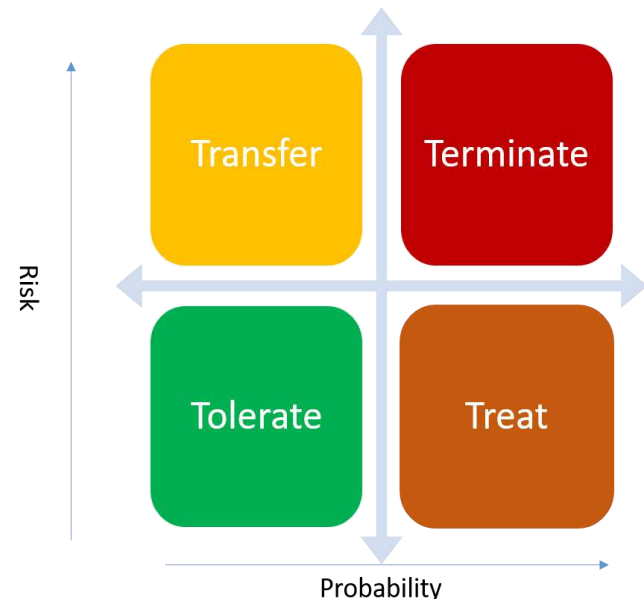 Transfer
Terminate
Risk
Tolerate
Treat
Probability